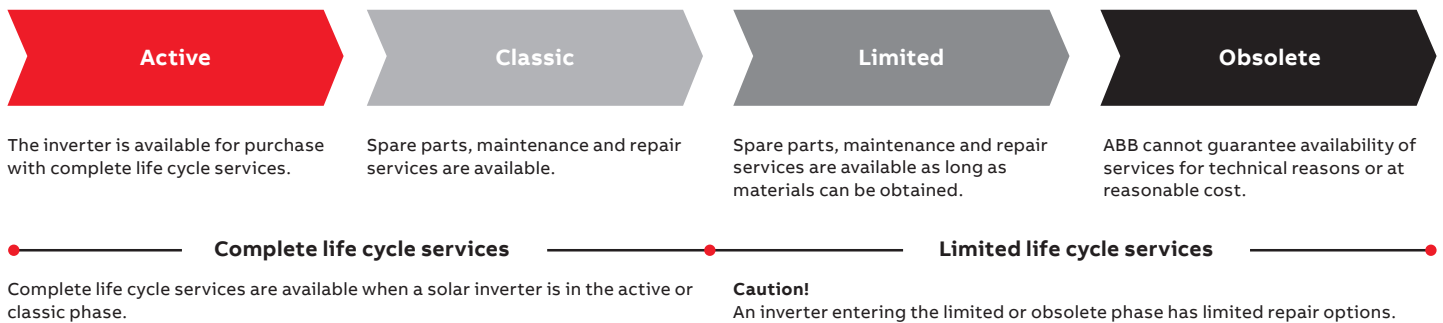 Active
Classic
Limited
Obsolete
The inverter is available for purchase
with complete life cycle services.
Spare parts, maintenance and repair
services are available.
Spare parts, maintenance and repair
services are available as long as
materials can be obtained.
ABB cannot guarantee availability of
services for technical reasons or at
reasonable cost.
Complete life cycle services
Limited life cycle services
Complete life cycle services are available when a solar inverter is in the active or
classic phase.
Caution!
An inverter entering the limited or obsolete phase has limited repair options.